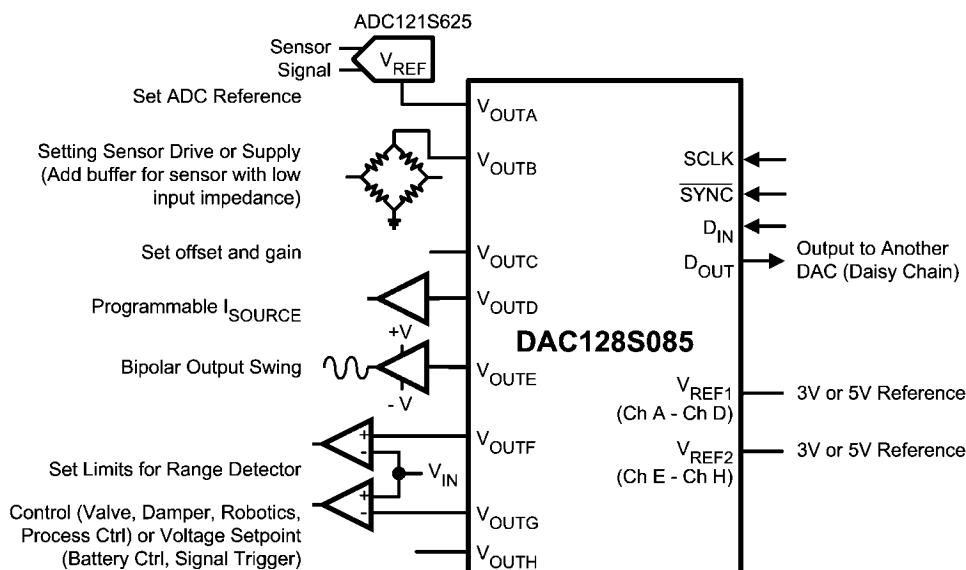 ADC121S625
Sensor
Signal
VREF
Set ADC Reference
VOUTA
Setting Sensor Drive or Supply
(Add buffer for sensor with low
input impedance)
VOUTB
Set offset and gain
VOUTC
Programmable ISOURCE
VOUTD
+V
Bipolar Output Swing
- V
VOUTE
+
-
VOUTF
Set Limits for Range Detector
VIN
+
-
VOUTG
Control (Valve, Damper, Robotics,
Process Ctrl) or Voltage Setpoint
(Battery Ctrl, Signal Trigger)
VOUTH
DAC128S085
SCLK
SYNC
DIN
DOUT
Output to Another
DAC (Daisy Chain)
VREF1
(Ch A - Ch D)
3V or 5V Reference
VREF2
(Ch E - Ch H)
3V or 5V Reference